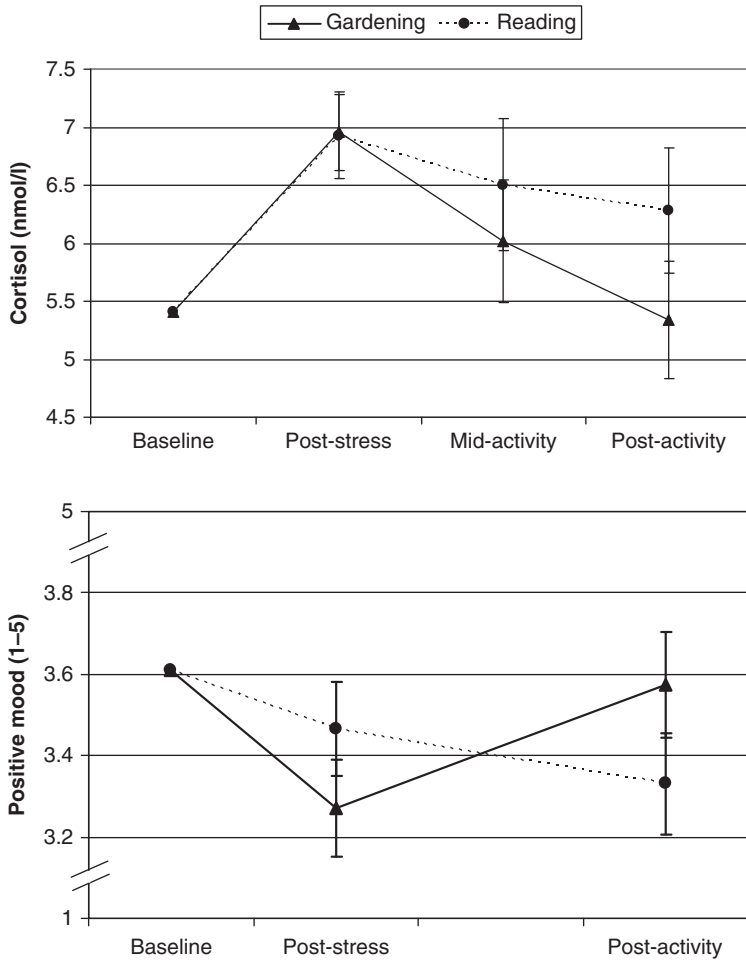 Gardening Reading
7.5
7
6.5
6
5.5
5
4.5
Cortisol (nmol/l)
Baseline Post-stress Mid-activity Post-activity
5
3.8
3.6
3.4
3.2
1
Positive mood (1–5)
Baseline Post-stress Post-activity